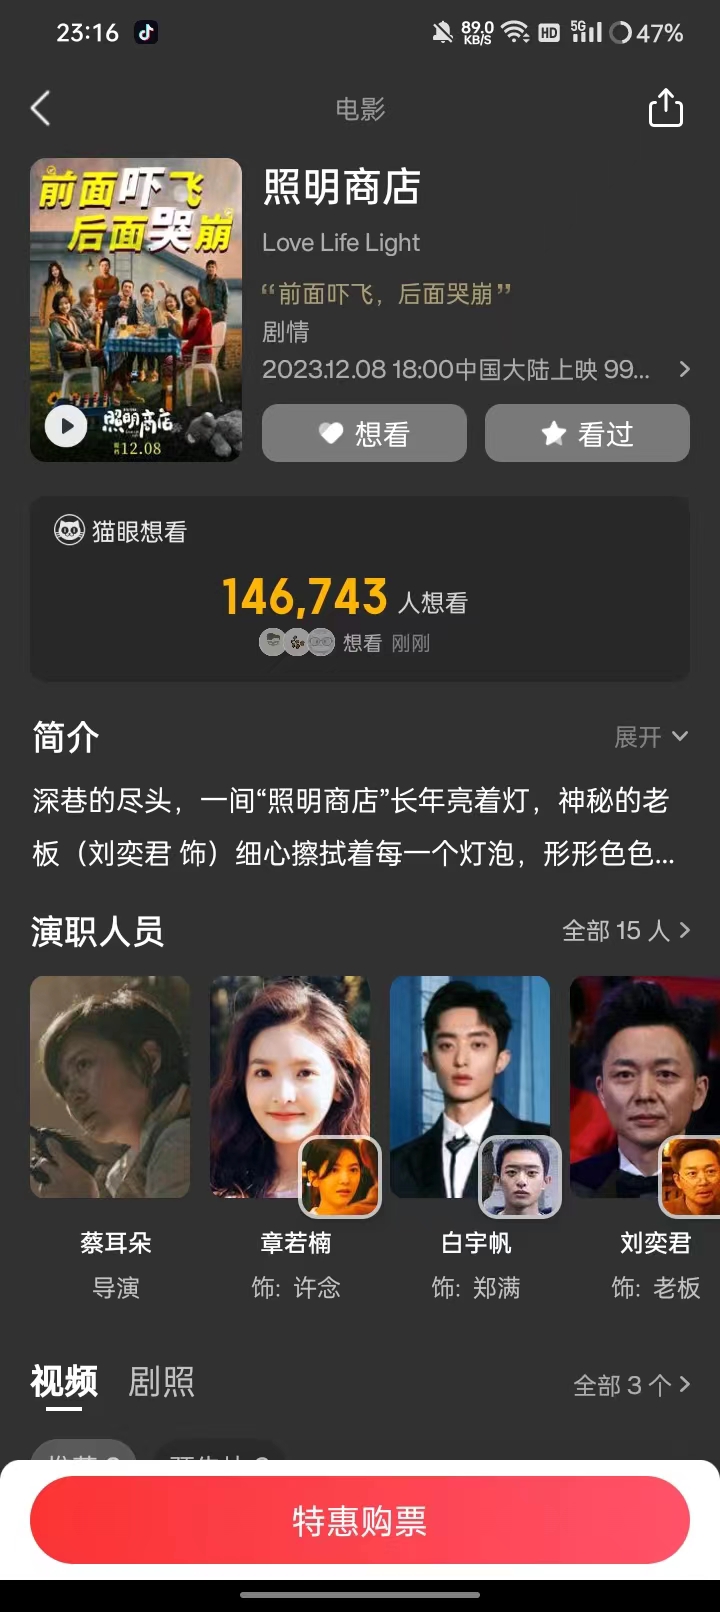 23:16
89.0 KB/S HD 5G 47%
电影
前面吓飞
后面哭崩
照明商店
12.08
照明商店
Love Life Light
“前面吓飞，后面哭崩”
剧情
2023.12.08 18:00中国大陆上映 99...
想看 看过
猫眼想看
146,743 人想看
想看 刚刚
简介 展开
深巷的尽头，一间“照明商店”长年亮着灯，神秘的老
板（刘奕君 饰）细心擦拭着每一个灯泡，形形色色...
演职人员 全部 15 人
蔡耳朵 章若楠 白宇帆 刘奕君
导演 饰：许念 饰：郑满 饰：老板
视频 剧照 全部 3 个
特惠购票